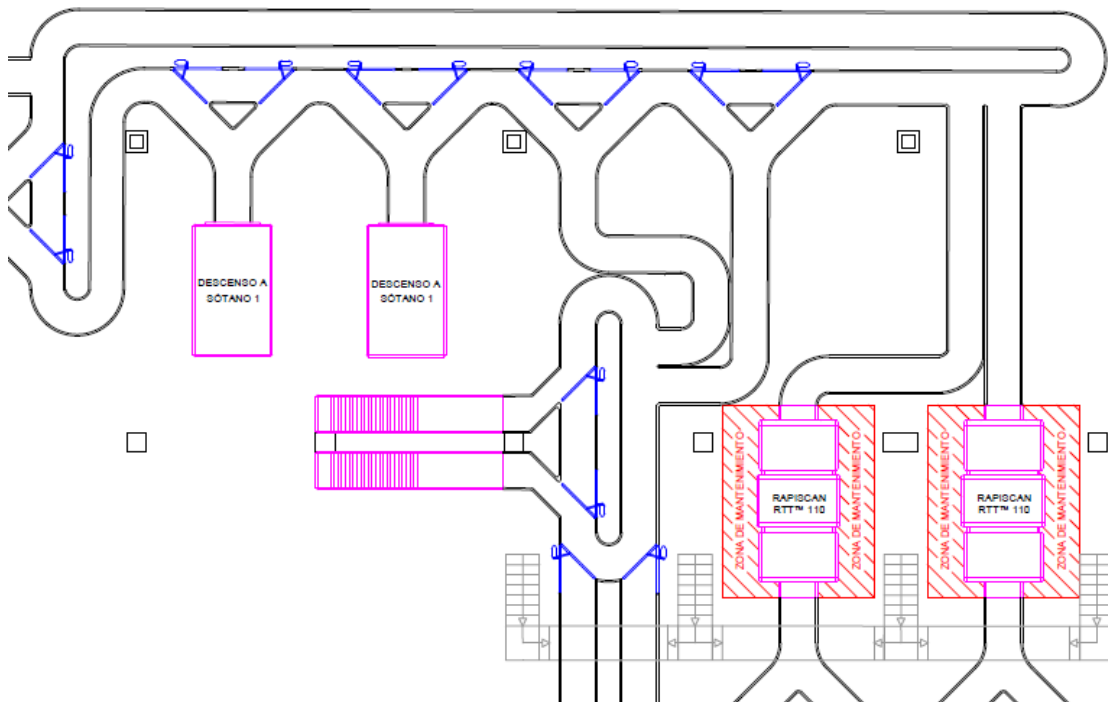 DESCENSO A
SÓTANO 1
DESCENSO A
SÓTANO 1
ZONA DE MANTENIMIENTO
RAPISCAN
RTT™ 110
ZONA DE MANTENIMIENTO
ZONA DE MANTENIMIENTO
RAPISCAN
RTT™ 110
ZONA DE MANTENIMIENTO